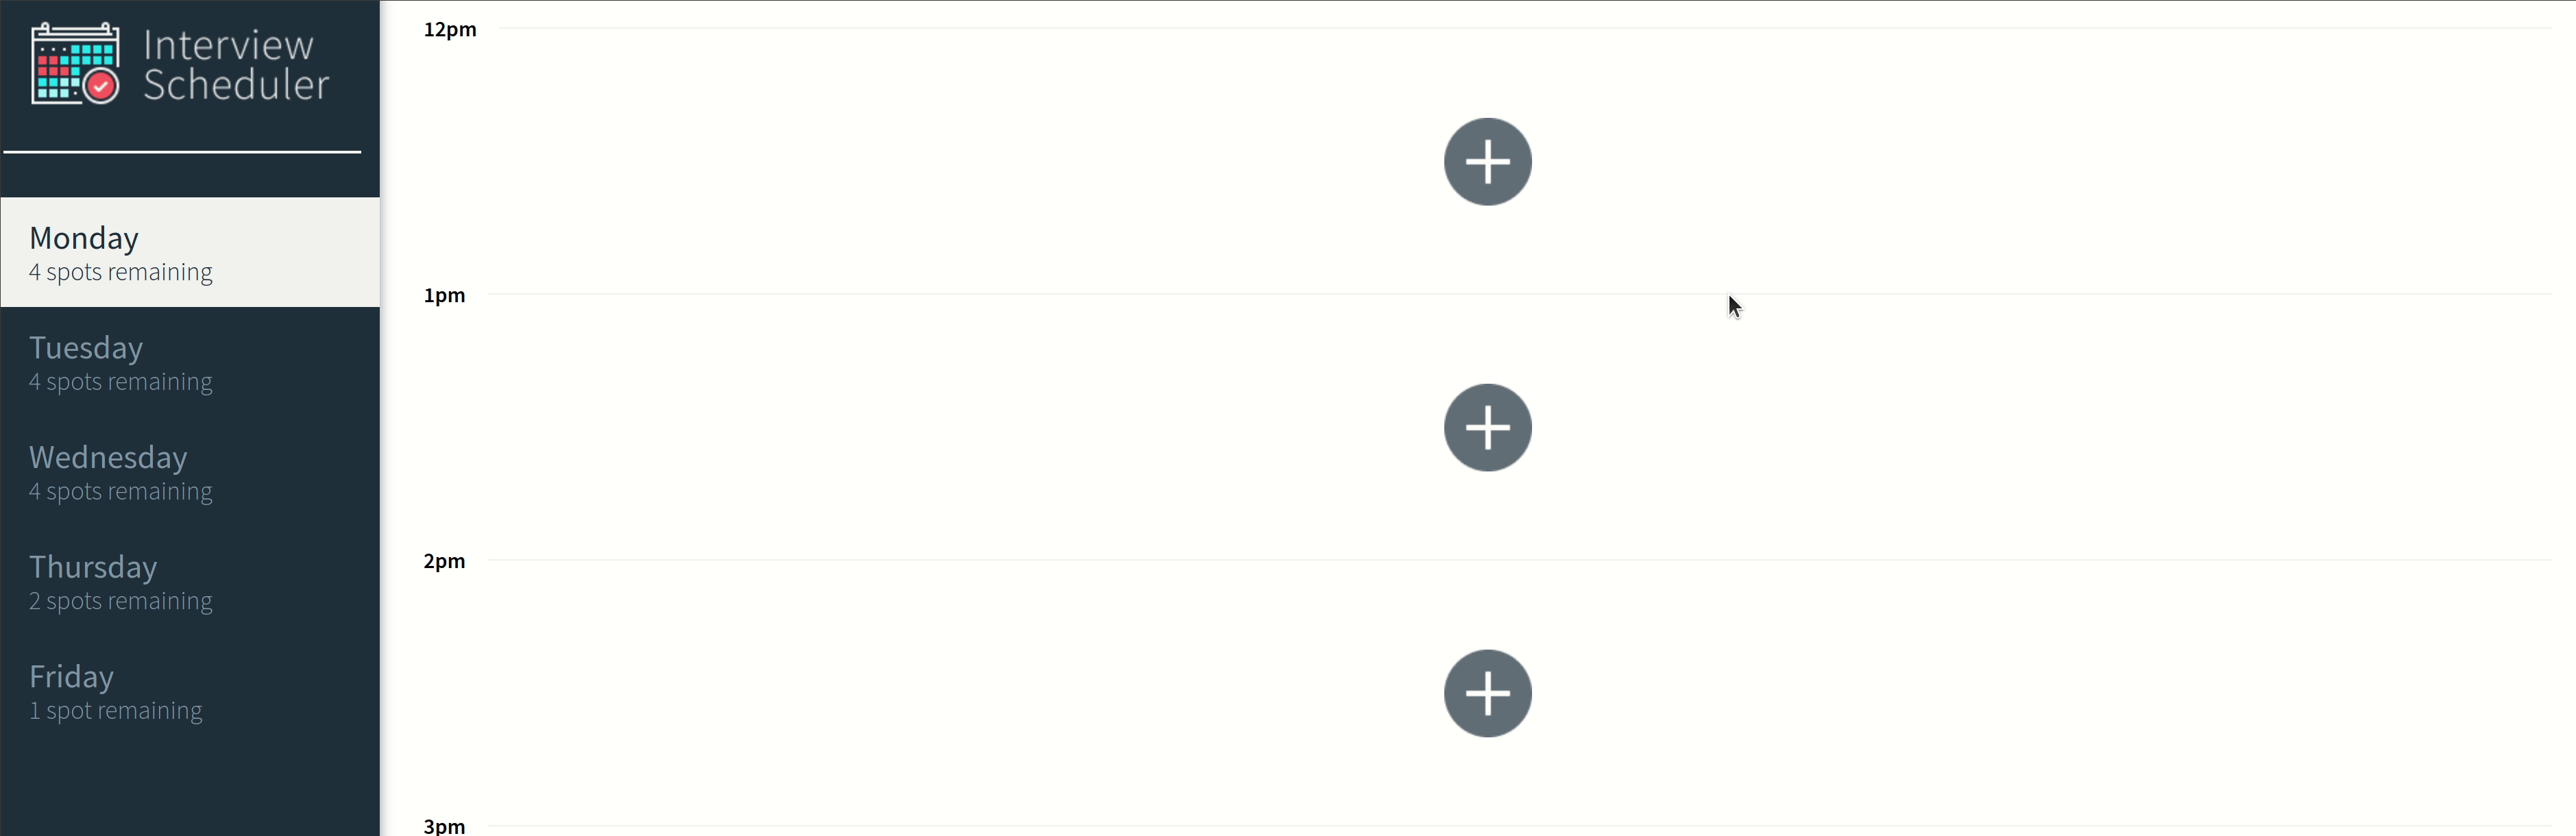 Interview
Scheduler
Monday
4 spots remaining
Tuesday
4 spots remaining
Wednesday
4 spots remaining
Thursday
2 spots remaining
Friday
1 spot remaining
12pm
1pm
2pm
3pm